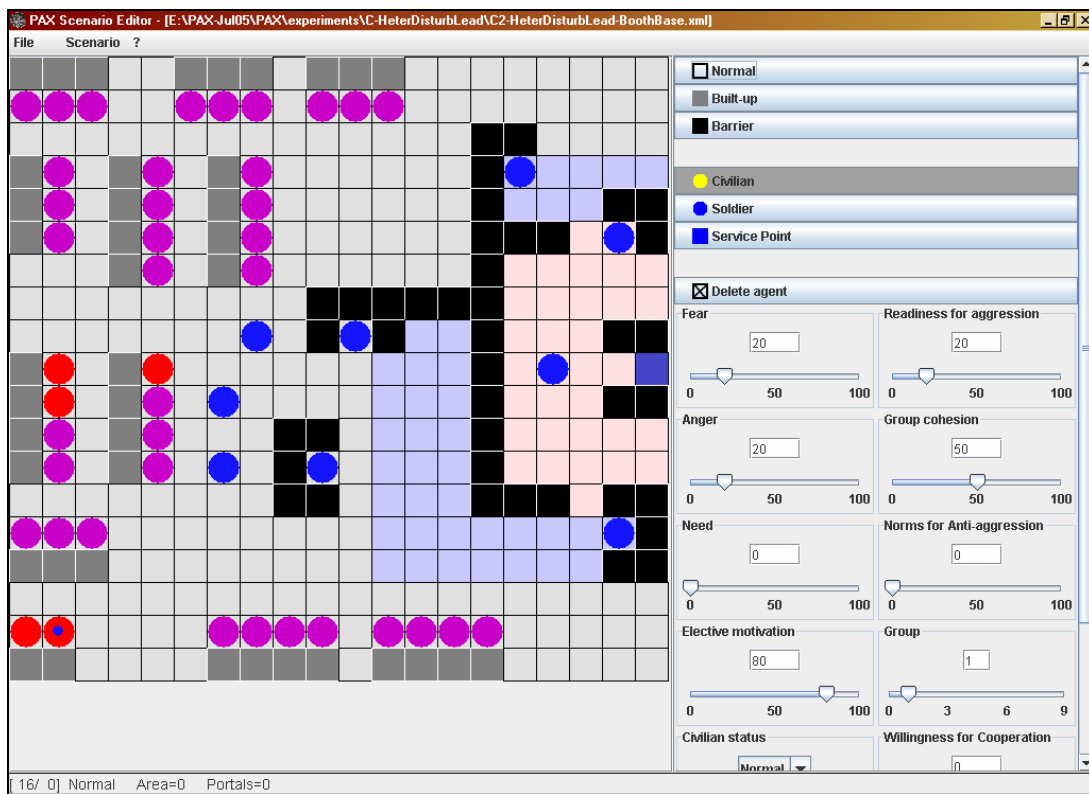 PAX Scenario Editor - [E:\PAX-Jul05\PAX\experiments\C-HeterDisturbLead\C2-HeterDisturbLead-BoothBase.xml]
File Scenario ?
Normal
Built-up
Barrier
Civilian
Soldier
Service Point
Delete agent
Fear Readiness for aggression
20 20
0 50 100 0 50 100
Anger Group cohesion
20 50
0 50 100 0 50 100
Need Norms for Anti-aggression
0 0
0 50 100 0 50 100
Elective motivation Group
80 1
0 50 100 0 3 6 9
Civilian status Willingness for Cooperation
Normal 0
[ 16/ 0] Normal Area=0 Portals=0